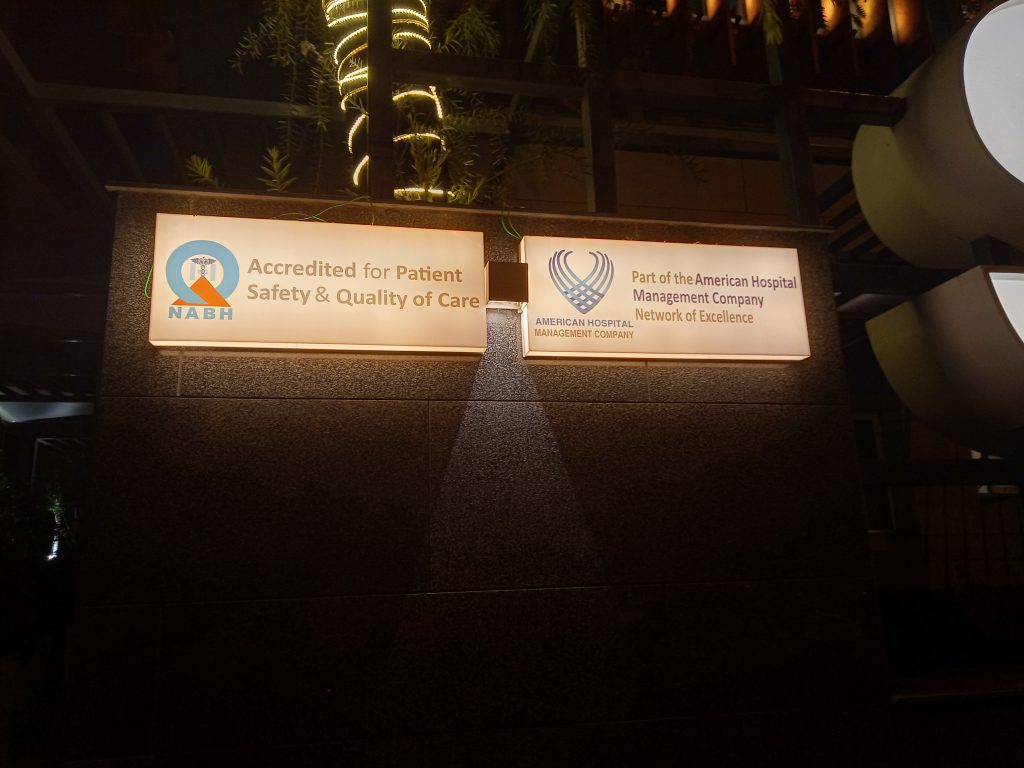 Accredited for Patient
Safety & Quality of Care
NABH
Part of the American Hospital
Management Company
Network of Excellence
AMERICAN HOSPITAL
MANAGEMENT COMPANY